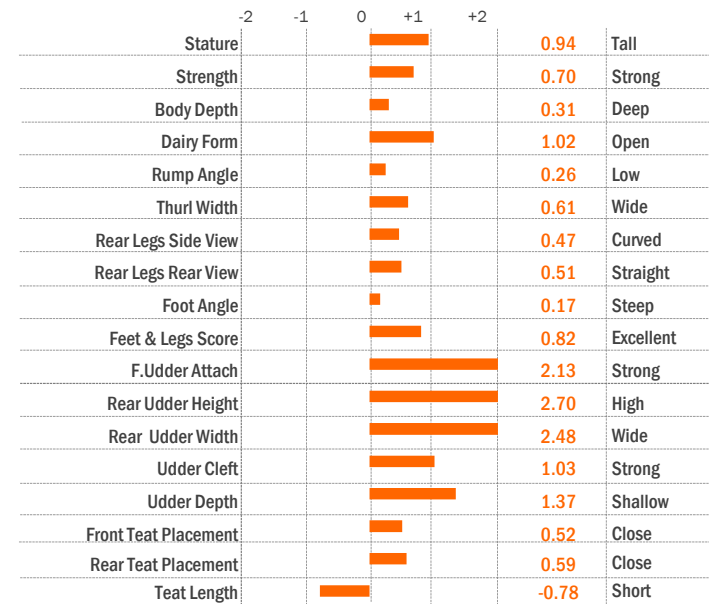 -2 -1 0 +1 +2
Stature 0.94 Tall
Strength 0.70 Strong
Body Depth 0.31 Deep
Dairy Form 1.02 Open
Rump Angle 0.26 Low
Thurl Width 0.61 Wide
Rear Legs Side View 0.47 Curved
Rear Legs Rear View 0.51 Straight
Foot Angle 0.17 Steep
Feet & Legs Score 0.82 Excellent
F.Udder Attach 2.13 Strong
Rear Udder Height 2.70 High
Rear Udder Width 2.48 Wide
Udder Cleft 1.03 Strong
Udder Depth 1.37 Shallow
Front Teat Placement 0.52 Close
Rear Teat Placement 0.59 Close
Teat Length -0.78 Short